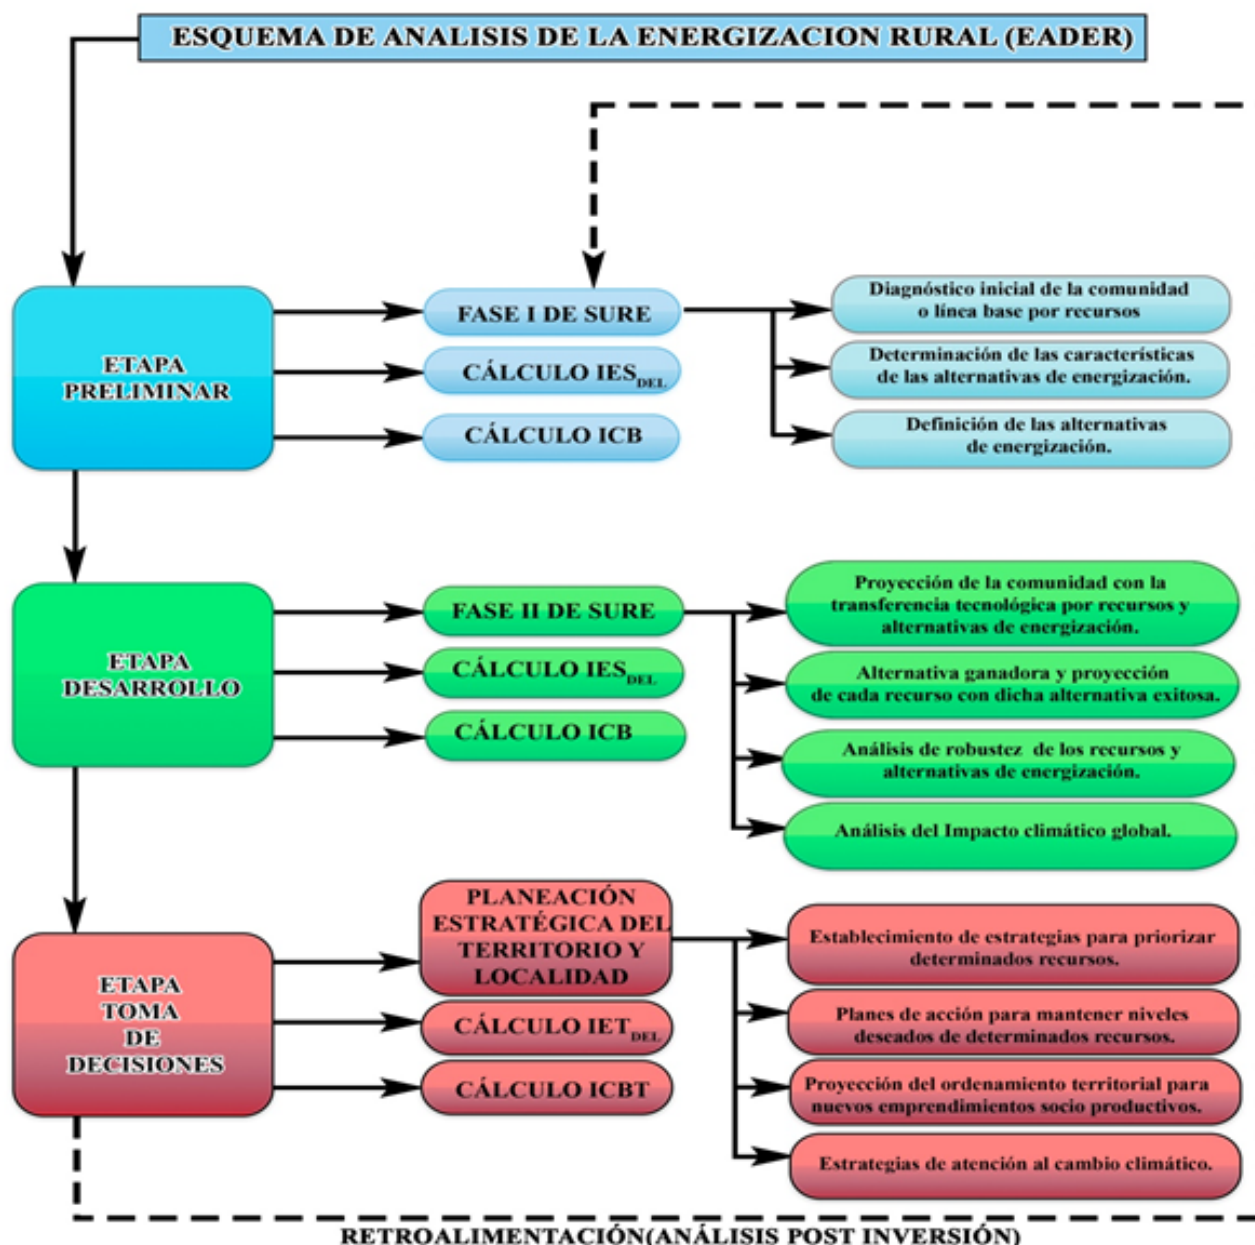 ESQUEMA DE ANALISIS DE LA ENERGIZACION RURAL (EADER)
ETAPA
PRELIMINAR
FASE I DE SURE
CÁLCULO IES DEL
CÁLCULO ICB
Diagnóstico inicial de la comunidad
o línea base por recursos
Determinación de las características
de las alternativas de energización.
Definición de las alternativas
de energización.
ETAPA
DESARROLLO
FASE II DE SURE
CÁLCULO IES DEL
CÁLCULO ICB
Proyección de la comunidad con la
transferencia tecnológica por recursos y
alternativas de energización.
Alternativa ganadora y proyección
de cada recurso con dicha alternativa exitosa.
Análisis de robustez de los recursos y
alternativas de energización.
Análisis del Impacto climático global.
ETAPA
TOMA
DE
DECISIONES
PLANEACIÓN
ESTRATÉGICA DEL
TERRITORIO Y
LOCALIDAD
CÁLCULO IET DEL
CÁLCULO ICBT
Establecimiento de estrategias para priorizar
determinados recursos.
Planes de acción para mantener niveles
deseados de determinados recursos.
Proyección del ordenamiento territorial para
nuevos emprendimientos socio productivos.
Estrategias de atención al cambio climático.
RETROALIMENTACIÓN(ANÁLISIS POST INVERSIÓN)